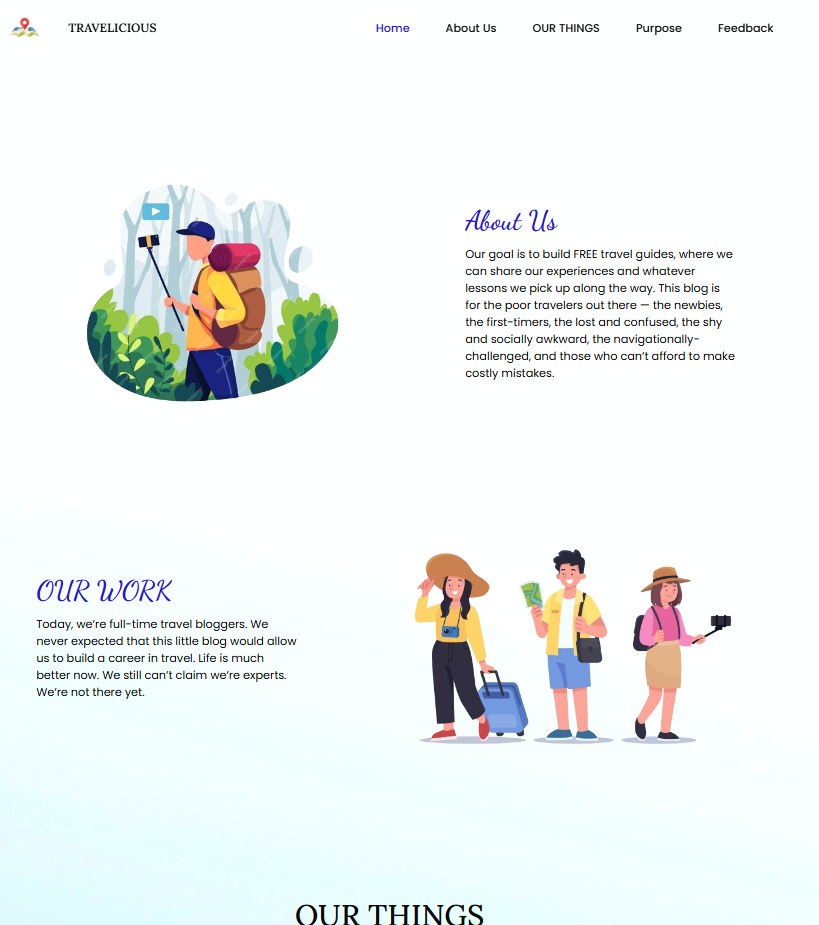 TRAVELICIOUS
Home
About Us
OUR THINGS
Purpose
Feedback
About Us
Our goal is to build FREE travel guides, where we
can share our experiences and whatever
lessons we pick up along the way. This blog is
for the poor travelers out there — the newbies,
the first-timers, the lost and confused, the shy
and socially awkward, the navigationally-
challenged, and those who can’t afford to make
costly mistakes.
OUR WORK
Today, we’re full-time travel bloggers. We
never expected that this little blog would allow
us to build a career in travel. Life is much
better now. We still can’t claim we’re experts.
We’re not there yet.
OUR THINGS